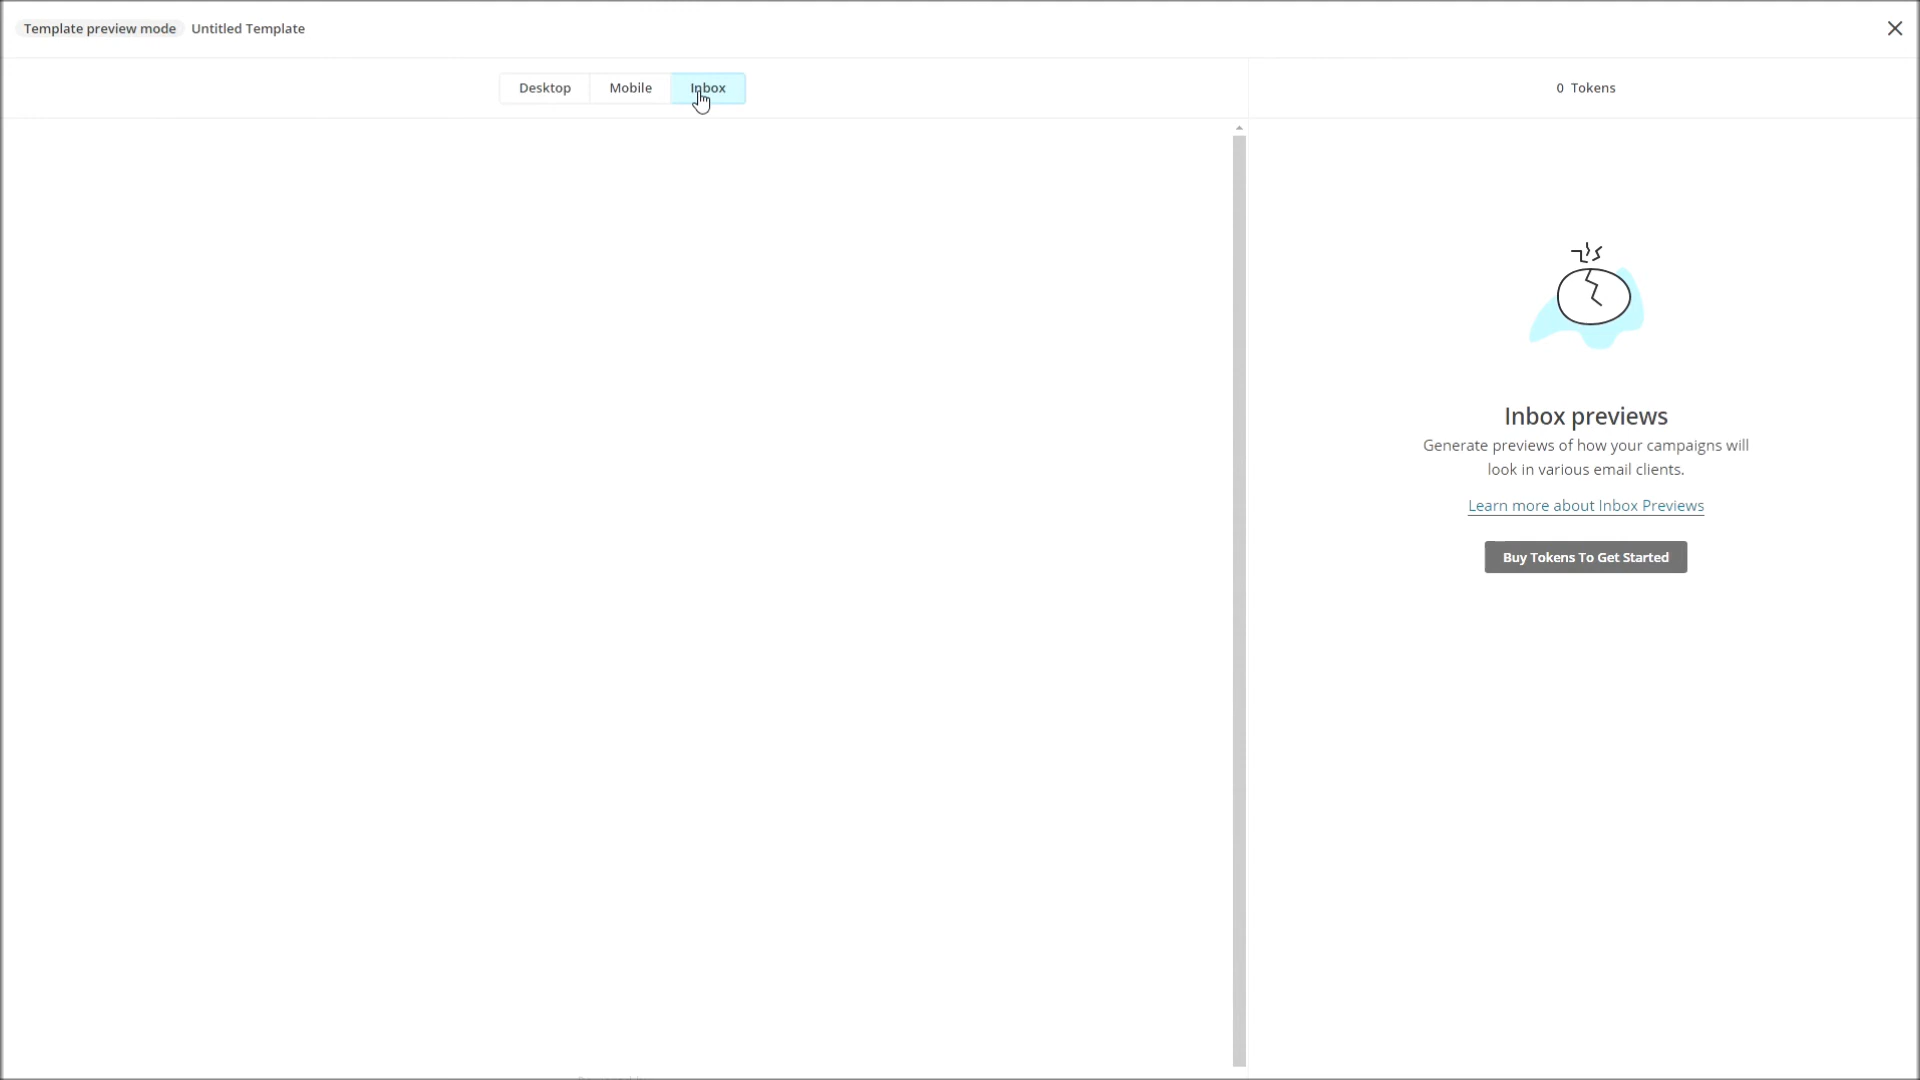 Template preview mode Untitled Template
Desktop Mobile Inbox
0 Tokens
Inbox previews
Generate previews of how your campaigns will
look in various email clients.
Learn more about Inbox Previews
Buy Tokens To Get Started